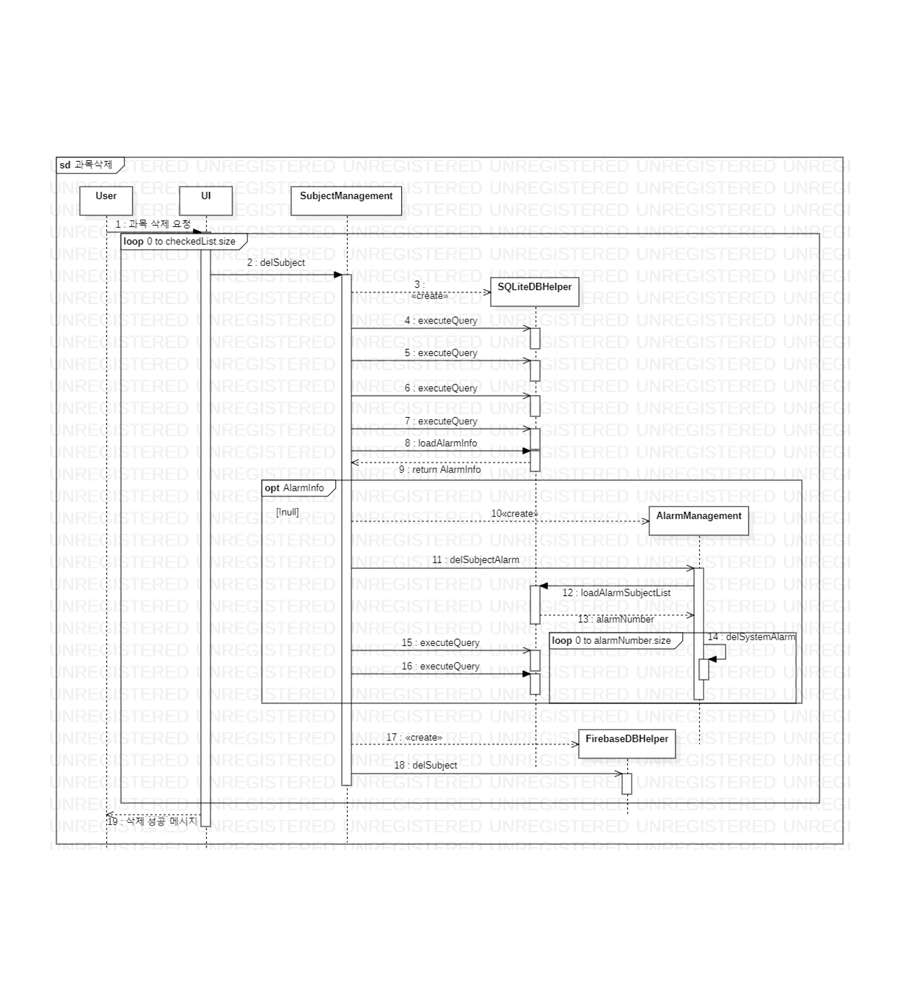 sd 과목삭제
User
UI
SubjectManagement
1 : 과목 삭제 요청
loop 0 to checkedList.size
2 : delSubject
3 :
«create»
SQLiteDBHelper
4 : executeQuery
5 : executeQuery
6 : executeQuery
7 : executeQuery
8 : loadAlarmInfo
9 : return AlarmInfo
opt AlarmInfo
[!null]
10«create»
AlarmManagement
11 : delSubjectAlarm
12 : loadAlarmSubjectList
13 : alarmNumber
loop 0 to alarmNumber.size
14 : delSystemAlarm
15 : executeQuery
16 : executeQuery
17 : «create»
FirebaseDBHelper
18 : delSubject
19 : 삭제 성공 메시지
UNREGISTERED